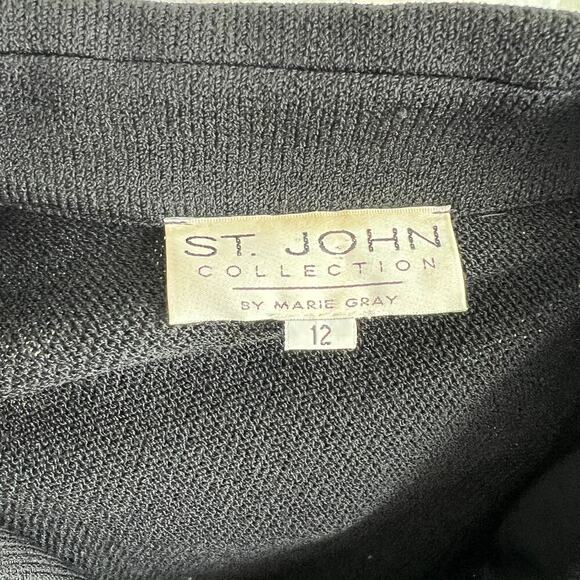 ST. JOHN
COLLECTION
BY MARIE GRAY
12